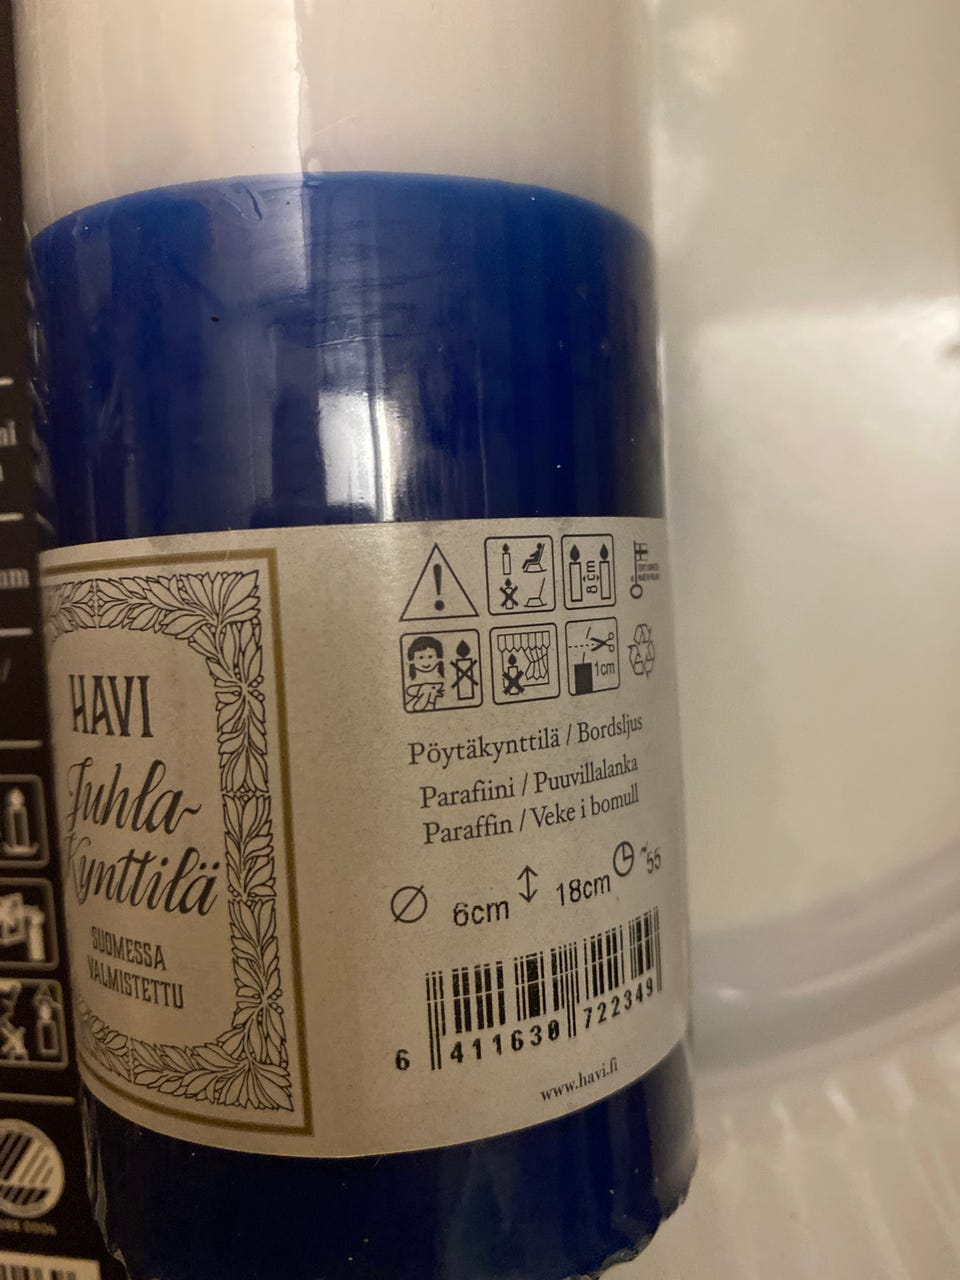 HAVI
Juhla-
Kynttilä
SUOMESSA
VALMISTETTU
8cm
1cm
Pöytäkynttilä / Bordsljus
Parafiini / Puuvillalanka
Paraffin / Veke i bomull
Ø 6cm ↕ 18cm ~55
6 411630 722349
www.havi.fi